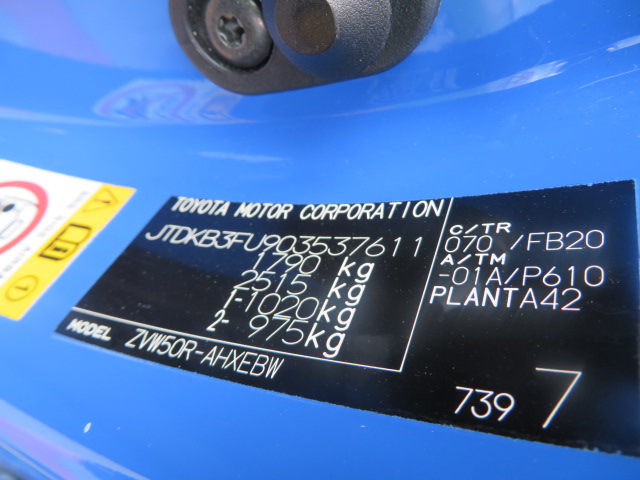 TOYOTA MOTOR CORPORATION
JTDKB3FU903537611
1790 kg
2515 kg
1-1020kg
2- 975kg
MODEL ZVW50R-AHXEBW
C/TR
070 /FB20
A/TM
-01A/P610
PLANTA42
739 7
1